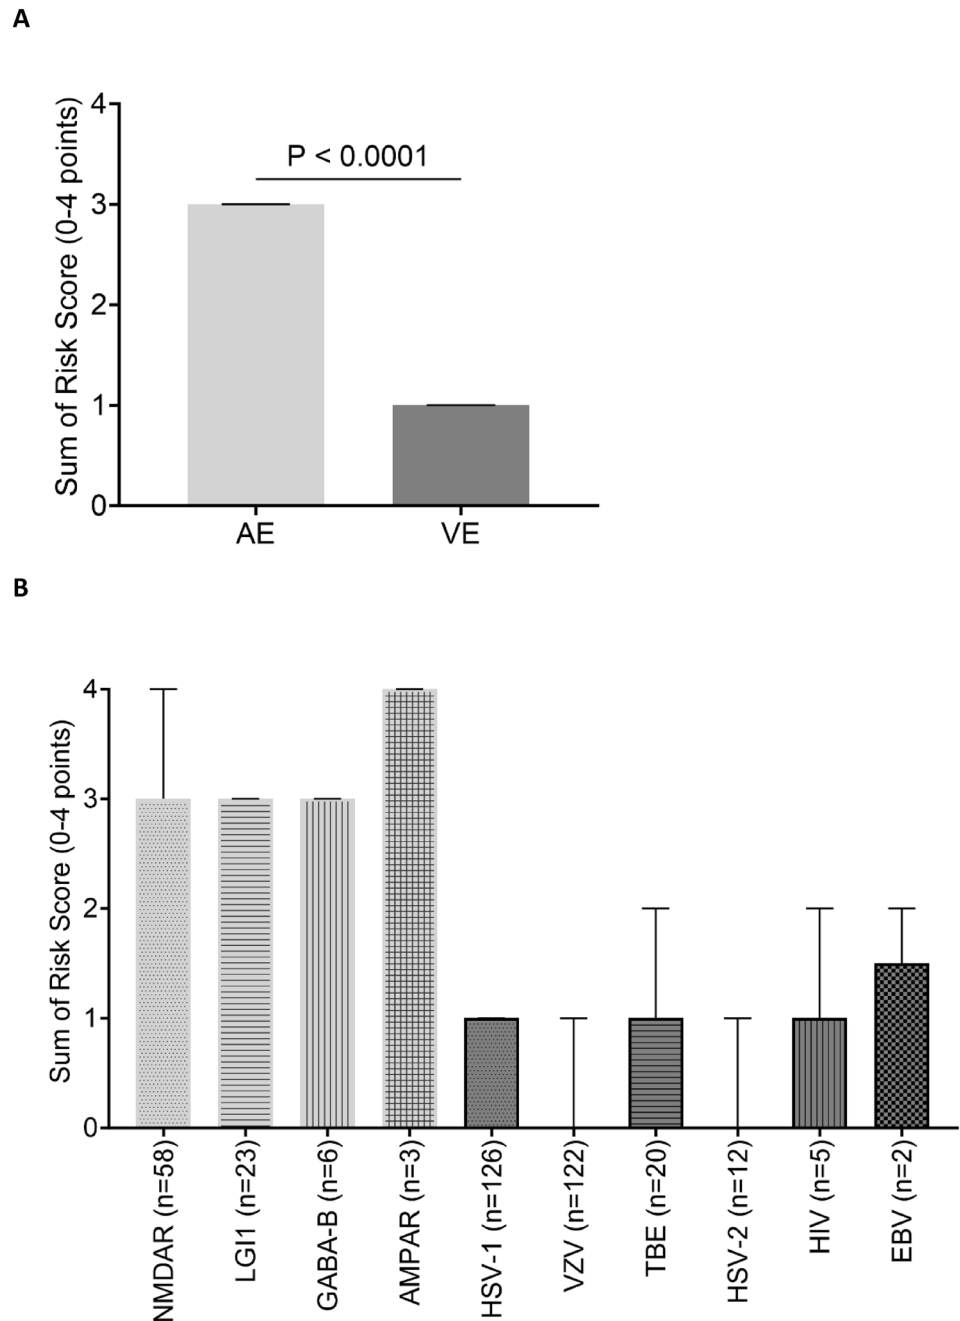 A
Sum of Risk Score (0-4 points)
4
3
2
1
0
P < 0.0001
AE
VE
B
Sum of Risk Score (0-4 points)
4
3
2
1
0
NMDAR (n=58)
LGI1 (n=23)
GABA-B (n=6)
AMPAR (n=3)
HSV-1 (n=126)
VZV (n=122)
TBE (n=20)
HSV-2 (n=12)
HIV (n=5)
EBV (n=2)